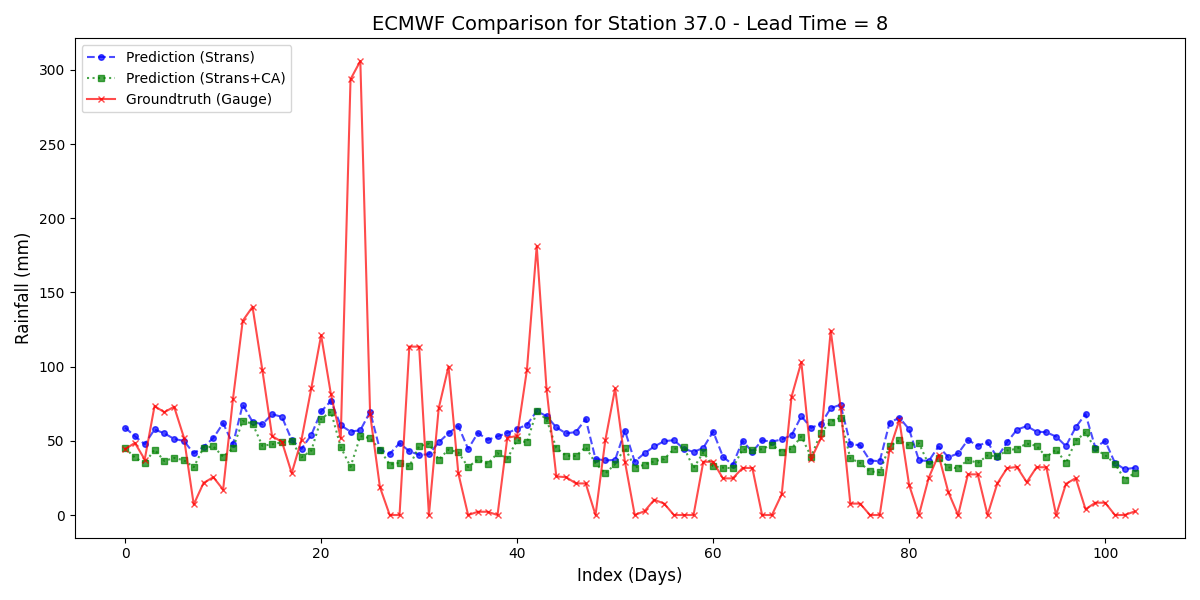 ECMWF Comparison for Station 37.0 - Lead Time = 8
Prediction (Strans)
Prediction (Strans+CA)
Groundtruth (Gauge)
Rainfall (mm)
300
250
200
150
100
50
0
0 20 40 60 80 100
Index (Days)